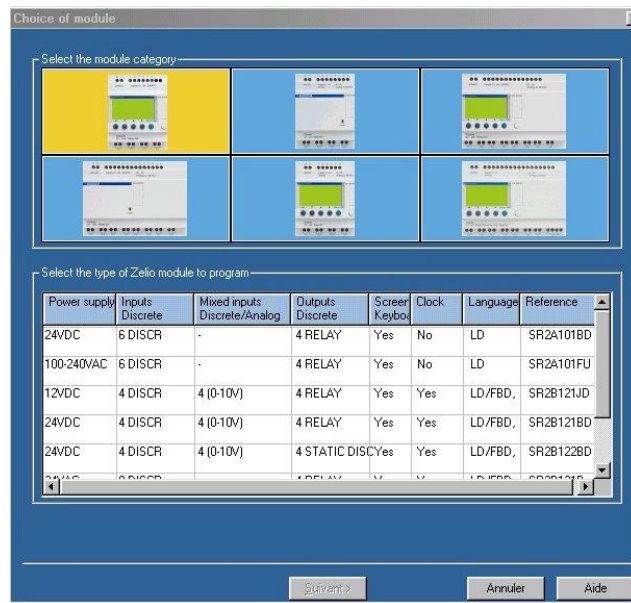 Choice of module
Select the module category
Select the type of Zelio module to program
Power supply Inputs Discrete Mixed inputs Discrete/Analog Outputs Discrete Screen Keyboa Clock Language Reference
24VDC 6 DISCR - 4 RELAY Yes No LD SR2A101BD
100-240VAC 6 DISCR - 4 RELAY Yes No LD SR2A101FU
12VDC 4 DISCR 4 (0-10V) 4 RELAY Yes Yes LD/FBD, SR2B121JD
24VDC 4 DISCR 4 (0-10V) 4 RELAY Yes Yes LD/FBD, SR2B121BD
24VDC 4 DISCR 4 (0-10V) 4 STATIC DISC Yes Yes LD/FBD, SR2B122BD
Suivant > Annuler Aide